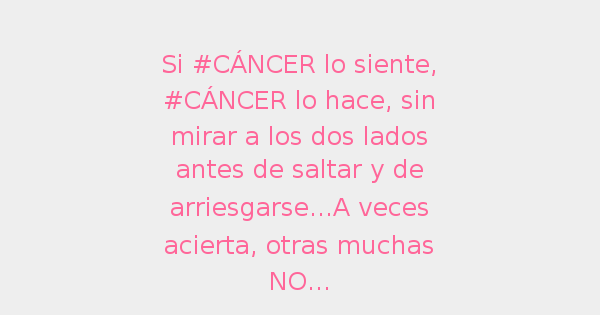 Si #CÁNCER lo siente,
#CÁNCER lo hace, sin
mirar a los dos lados
antes de saltar y de
arriesgarse...A veces
acierta, otras muchas
NO...